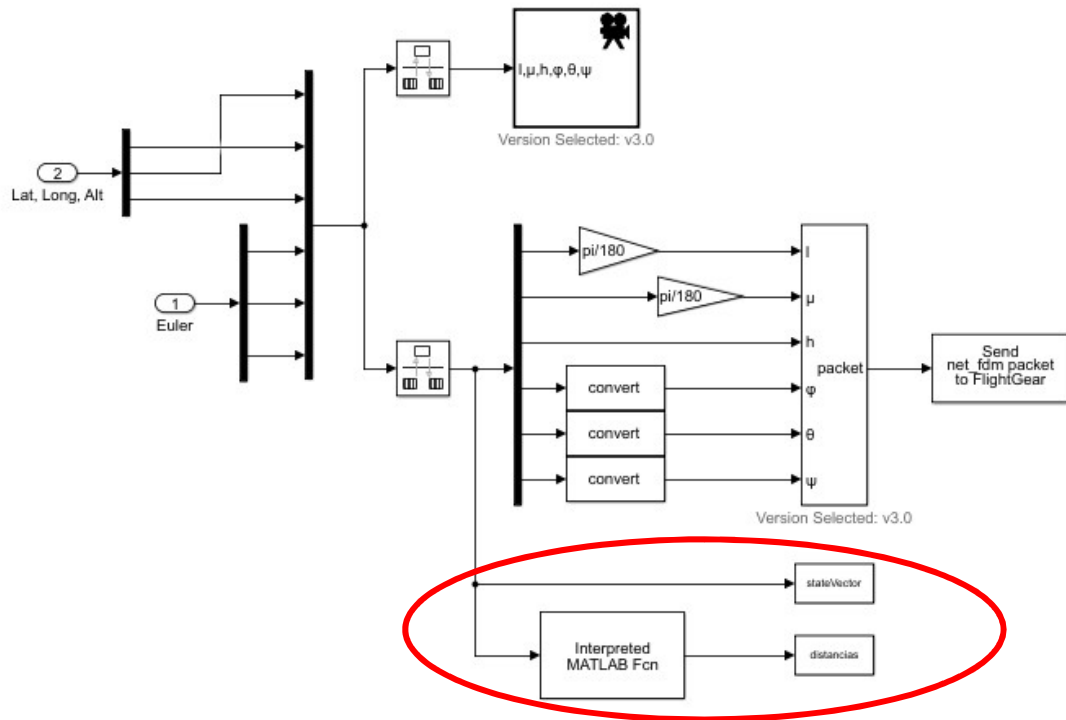 l,μ,h,φ,θ,ψ
Version Selected: v3.0
2
Lat, Long, Alt
1
Euler
pi/180
pi/180
convert
convert
convert
l
μ
h
φ
θ
ψ
packet
Version Selected: v3.0
Send
net_fdm packet
to FlightGear
stateVector
Interpreted
MATLAB Fcn
distancias